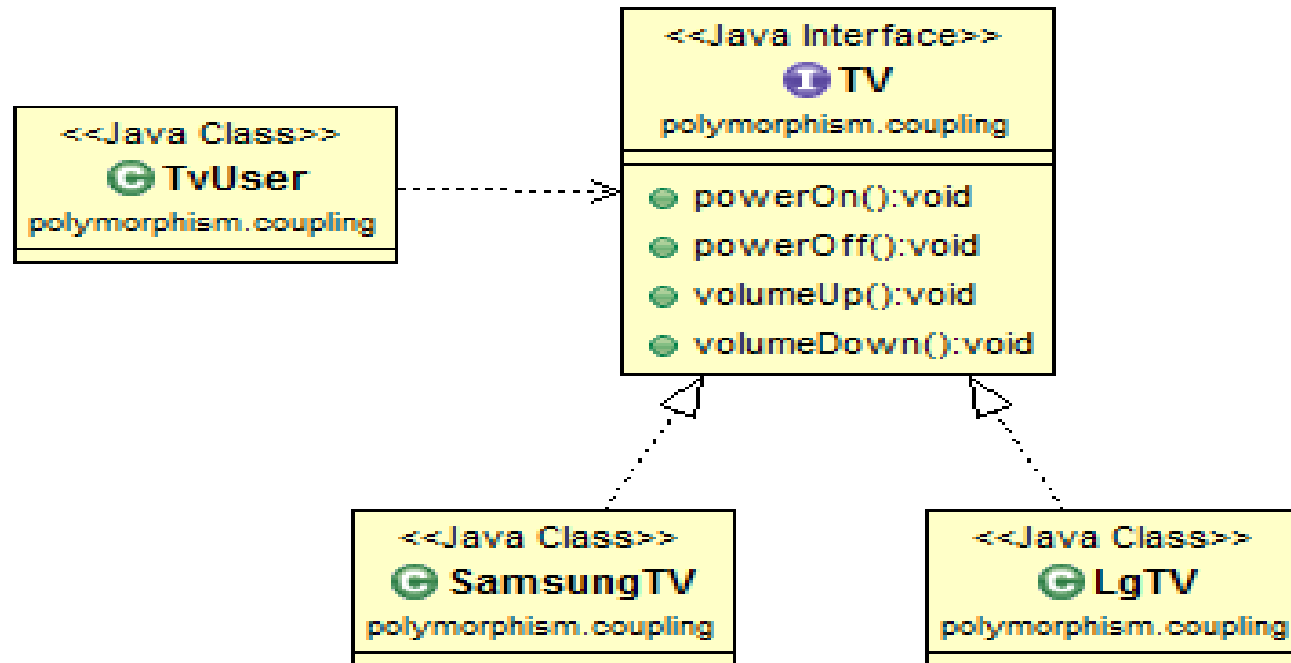 <<Java Interface>>
I TV
polymorphism.coupling
powerOn():void
powerOff():void
volumeUp():void
volumeDown():void
<<Java Class>>
C TvUser
polymorphism.coupling
<<Java Class>>
C SamsungTV
polymorphism.coupling
<<Java Class>>
C LgTV
polymorphism.coupling